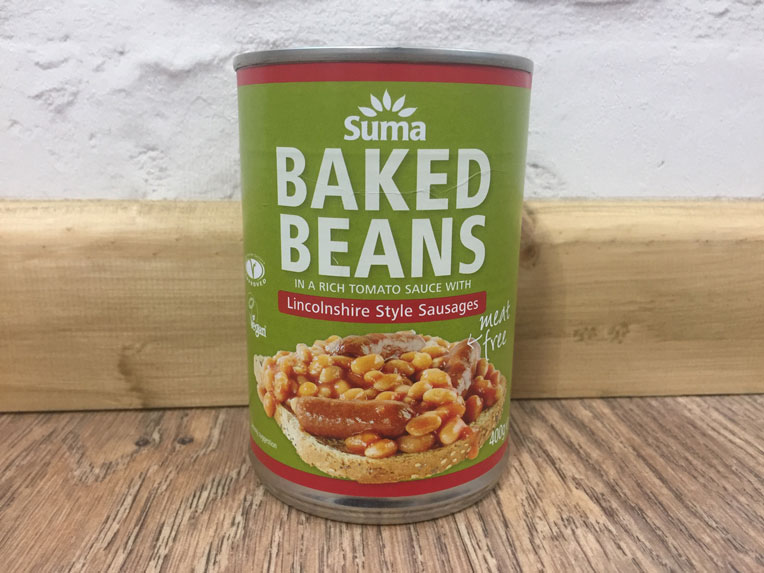 Suma
BAKED
BEANS
IN A RICH TOMATO SAUCE WITH
Lincolnshire Style Sausages
meat
free
Vegan
400g